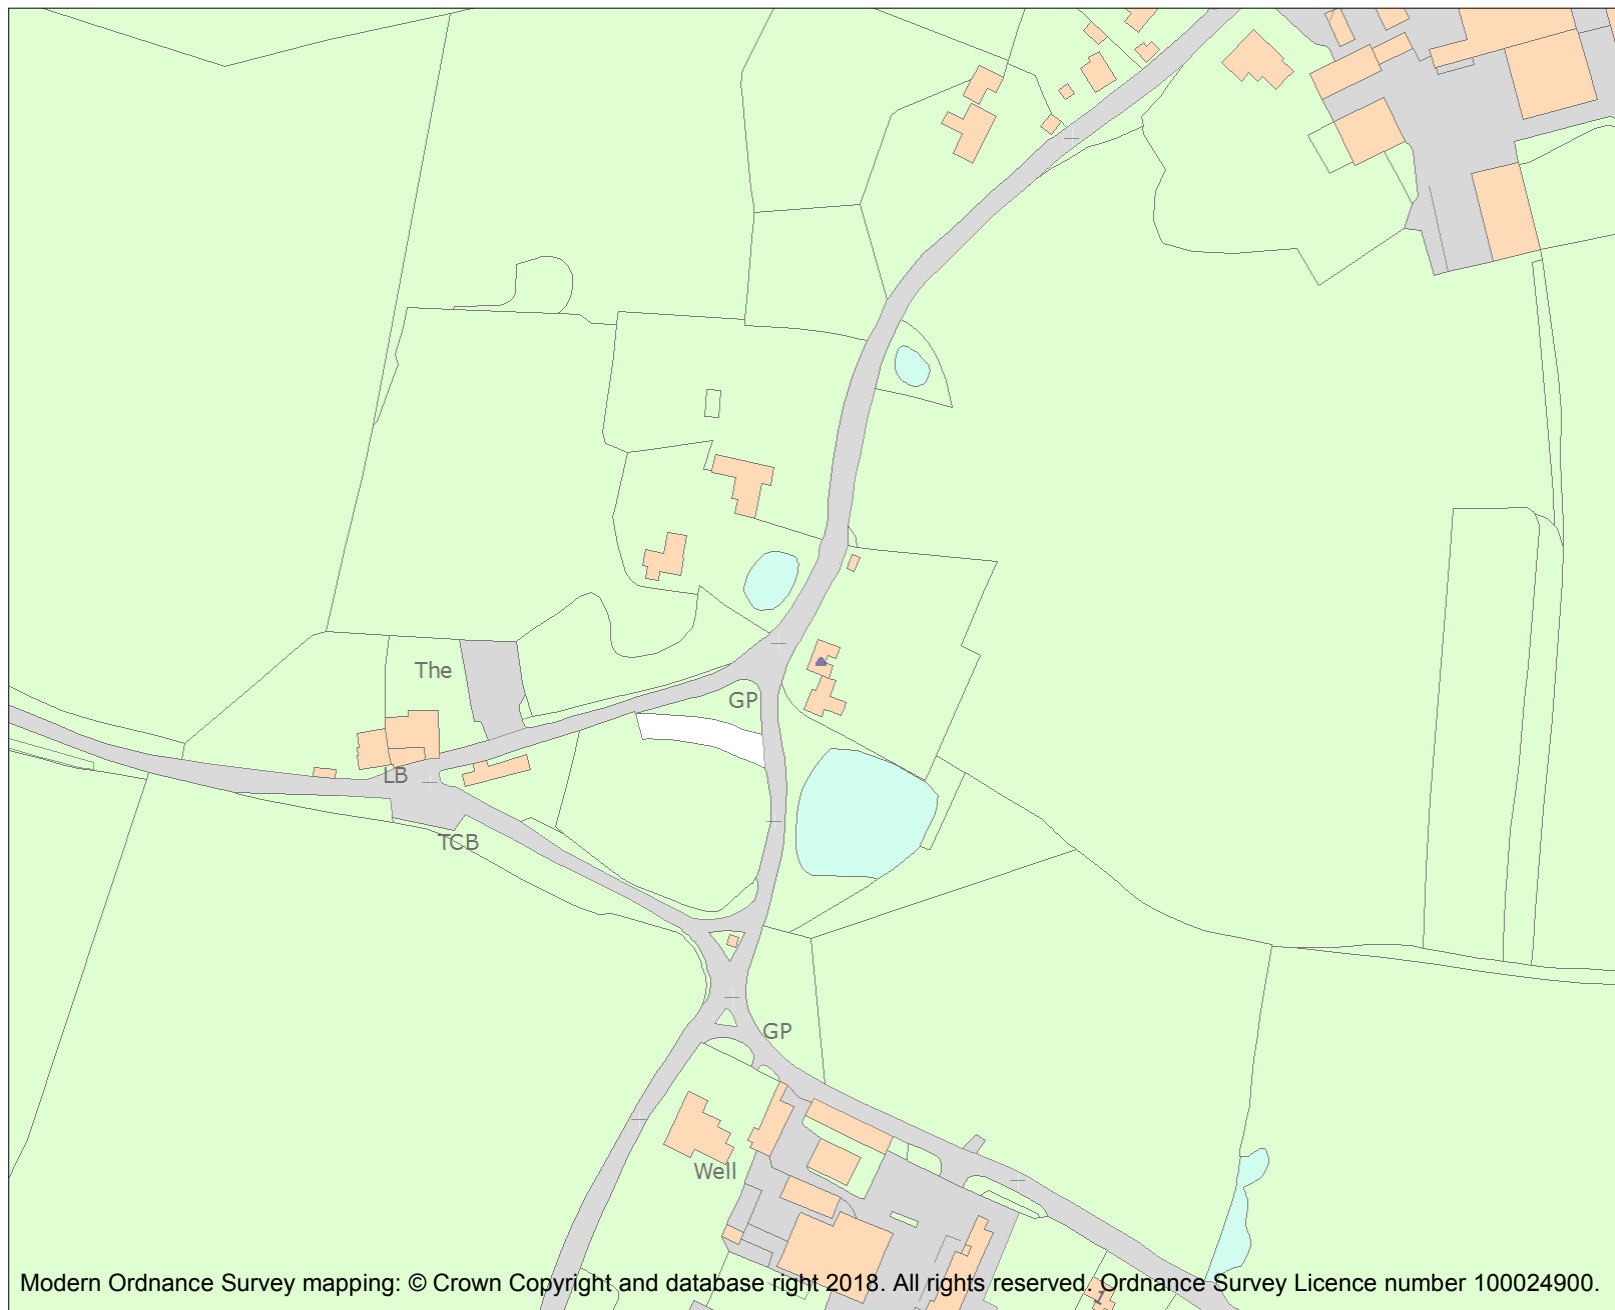 The
GP
LB
TCB
GP
Well
1
Modern Ordnance Survey mapping: © Crown Copyright and database right 2018. All rights reserved. Ordnance Survey Licence number 100024900.